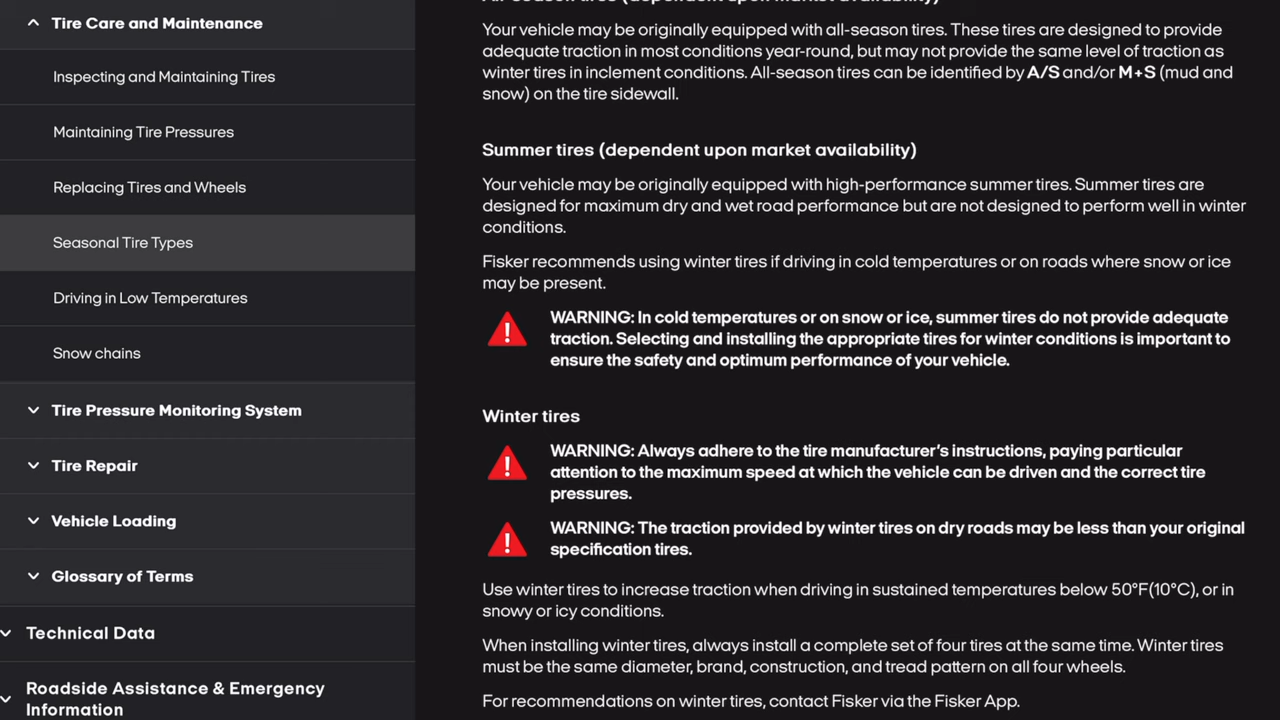 Tire Care and Maintenance
Inspecting and Maintaining Tires
Maintaining Tire Pressures
Replacing Tires and Wheels
Seasonal Tire Types
Driving in Low Temperatures
Snow chains
Tire Pressure Monitoring System
Tire Repair
Vehicle Loading
Glossary of Terms
Technical Data
Roadside Assistance & Emergency
Information
All-season tires (dependent upon market availability)
Your vehicle may be originally equipped with all-season tires. These tires are designed to provide
adequate traction in most conditions year-round, but may not provide the same level of traction as
winter tires in inclement conditions. All-season tires can be identified by A/S and/or M+S (mud and
snow) on the tire sidewall.
Summer tires (dependent upon market availability)
Your vehicle may be originally equipped with high-performance summer tires. Summer tires are
designed for maximum dry and wet road performance but are not designed to perform well in winter
conditions.
Fisker recommends using winter tires if driving in cold temperatures or on roads where snow or ice
may be present.
WARNING: In cold temperatures or on snow or ice, summer tires do not provide adequate
traction. Selecting and installing the appropriate tires for winter conditions is important to
ensure the safety and optimum performance of your vehicle.
Winter tires
WARNING: Always adhere to the tire manufacturer's instructions, paying particular
attention to the maximum speed at which the vehicle can be driven and the correct tire
pressures.
WARNING: The traction provided by winter tires on dry roads may be less than your original
specification tires.
Use winter tires to increase traction when driving in sustained temperatures below 50°F(10°C), or in
snowy or icy conditions.
When installing winter tires, always install a complete set of four tires at the same time. Winter tires
must be the same diameter, brand, construction, and tread pattern on all four wheels.
For recommendations on winter tires, contact Fisker via the Fisker App.